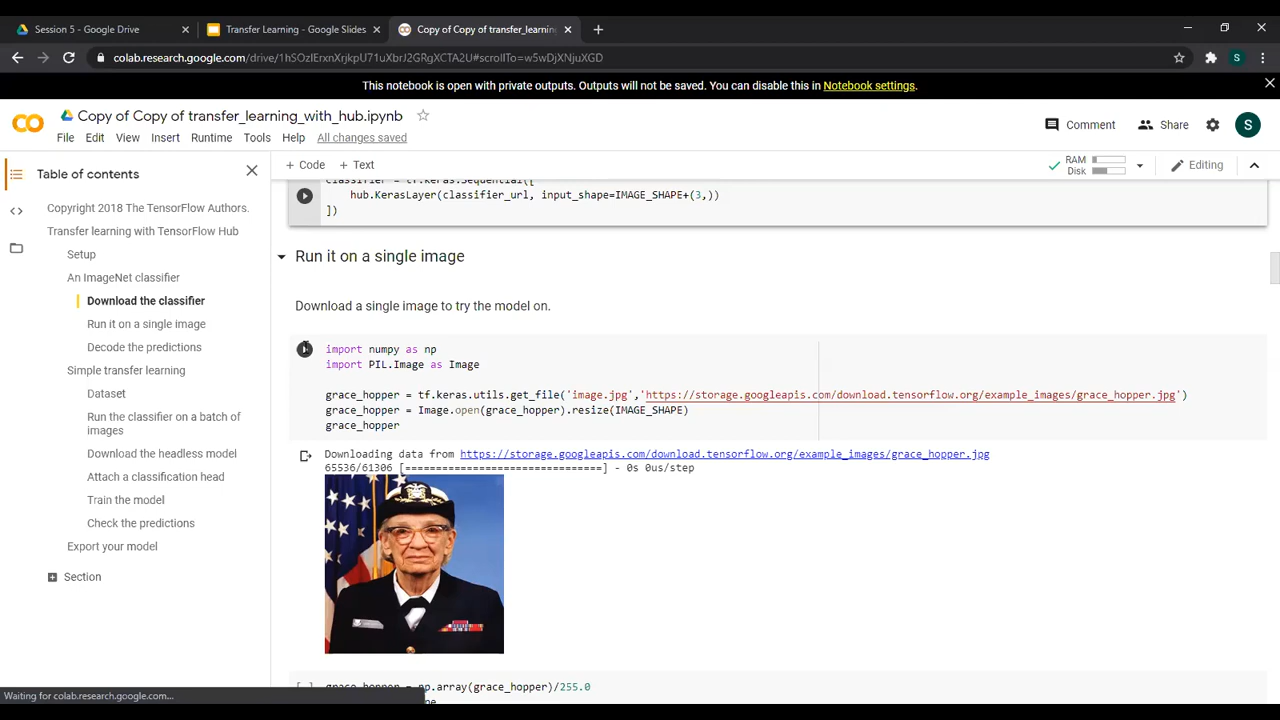 Session 5 - Google Drive
Transfer Learning - Google Slides
Copy of Copy of transfer_learning
colab.research.google.com/drive/1hSOzIErxnXrjkpU71uXbrJ2GRgXCTA2U#scrollTo=w5wDjXNjuXGD
S
This notebook is open with private outputs. Outputs will not be saved. You can disable this in Notebook settings.
Copy of Copy of transfer_learning_with_hub.ipynb
File Edit View Insert Runtime Tools Help All changes saved
Comment Share S
+ Code + Text
RAM
Disk
Editing
Table of contents
Copyright 2018 The TensorFlow Authors.
Transfer learning with TensorFlow Hub
Setup
An ImageNet classifier
Download the classifier
Run it on a single image
Decode the predictions
Simple transfer learning
Dataset
Run the classifier on a batch of
images
Download the headless model
Attach a classification head
Train the model
Check the predictions
Export your model
Section
classifier = tf.keras.Sequential([
hub.KerasLayer(classifier_url, input_shape=IMAGE_SHAPE+(3,))
])
Run it on a single image
Download a single image to try the model on.
import numpy as np
import PIL.Image as Image
grace_hopper = tf.keras.utils.get_file('image.jpg','https://storage.googleapis.com/download.tensorflow.org/example_images/grace_hopper.jpg')
grace_hopper = Image.open(grace_hopper).resize(IMAGE_SHAPE)
grace_hopper
Downloading data from https://storage.googleapis.com/download.tensorflow.org/example_images/grace_hopper.jpg
65536/61306 [==============================] - 0s 0us/step
[ ] grace_hopper = np.array(grace_hopper)/255.0
Waiting for colab.research.google.com...